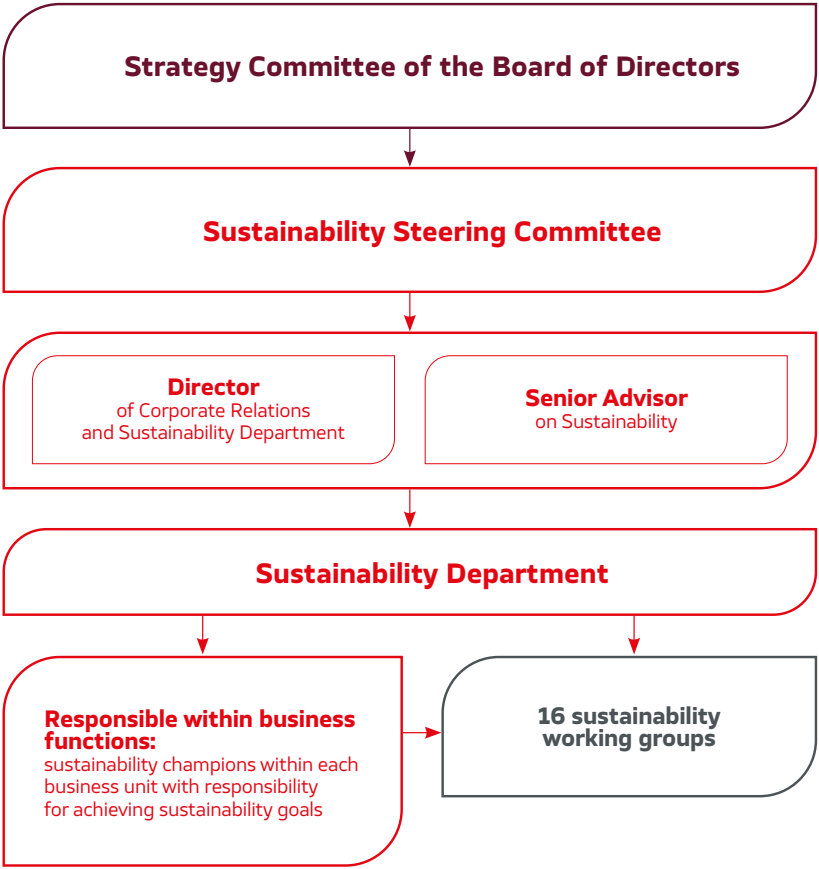 Strategy Committee of the Board of Directors
Sustainability Steering Committee
Director
of Corporate Relations
and Sustainability Department
Senior Advisor
on Sustainability
Sustainability Department
Responsible within business
functions:
sustainability champions within each
business unit with responsibility
for achieving sustainability goals
16 sustainability
working groups